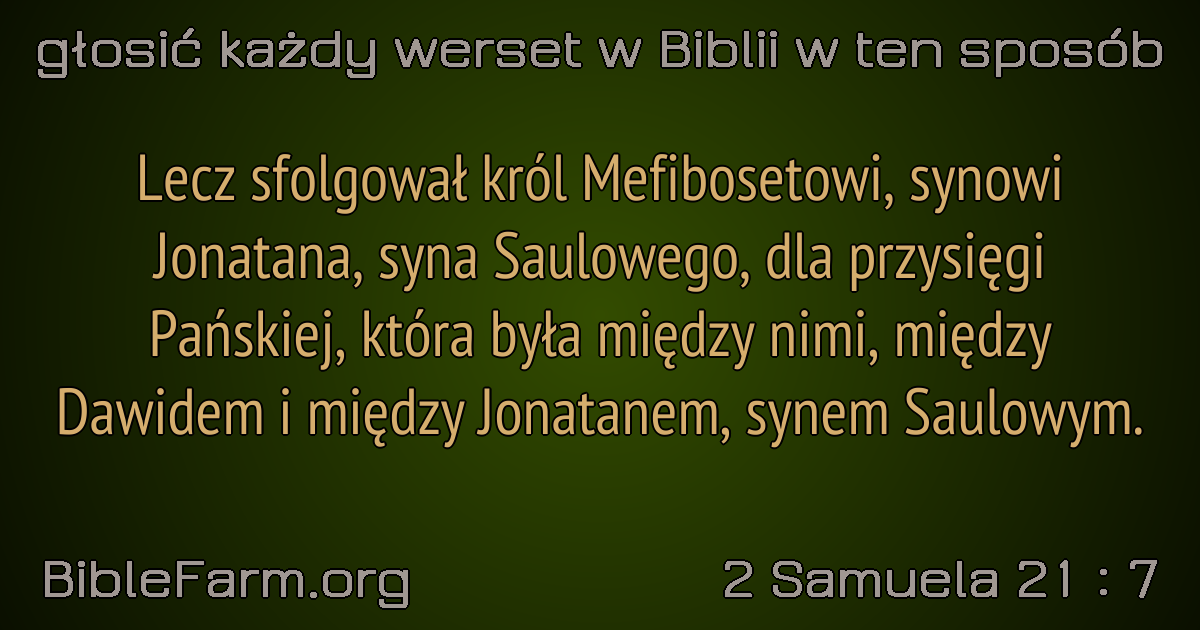 głosić każdy werset w Biblii w ten sposób
Lecz sfolgował król Mefibosetowi, synowi
Jonatana, syna Saulowego, dla przysięgi
Pańskiej, która była między nimi, między
Dawidem i między Jonatanem, synem Saulowym.
BibleFarm.org
2 Samuela 21 : 7